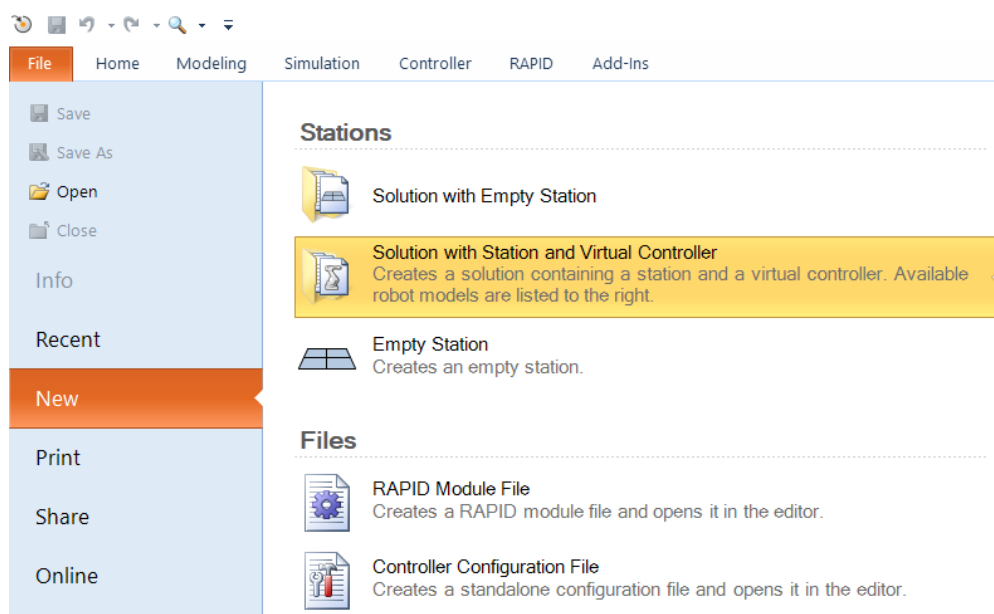 File Home Modeling Simulation Controller RAPID Add-Ins
Save
Save As
Open
Close
Info
Recent
New
Print
Share
Online
Stations
Solution with Empty Station
Solution with Station and Virtual Controller
Creates a solution containing a station and a virtual controller. Available
robot models are listed to the right.
Empty Station
Creates an empty station.
Files
RAPID Module File
Creates a RAPID module file and opens it in the editor.
Controller Configuration File
Creates a standalone configuration file and opens it in the editor.